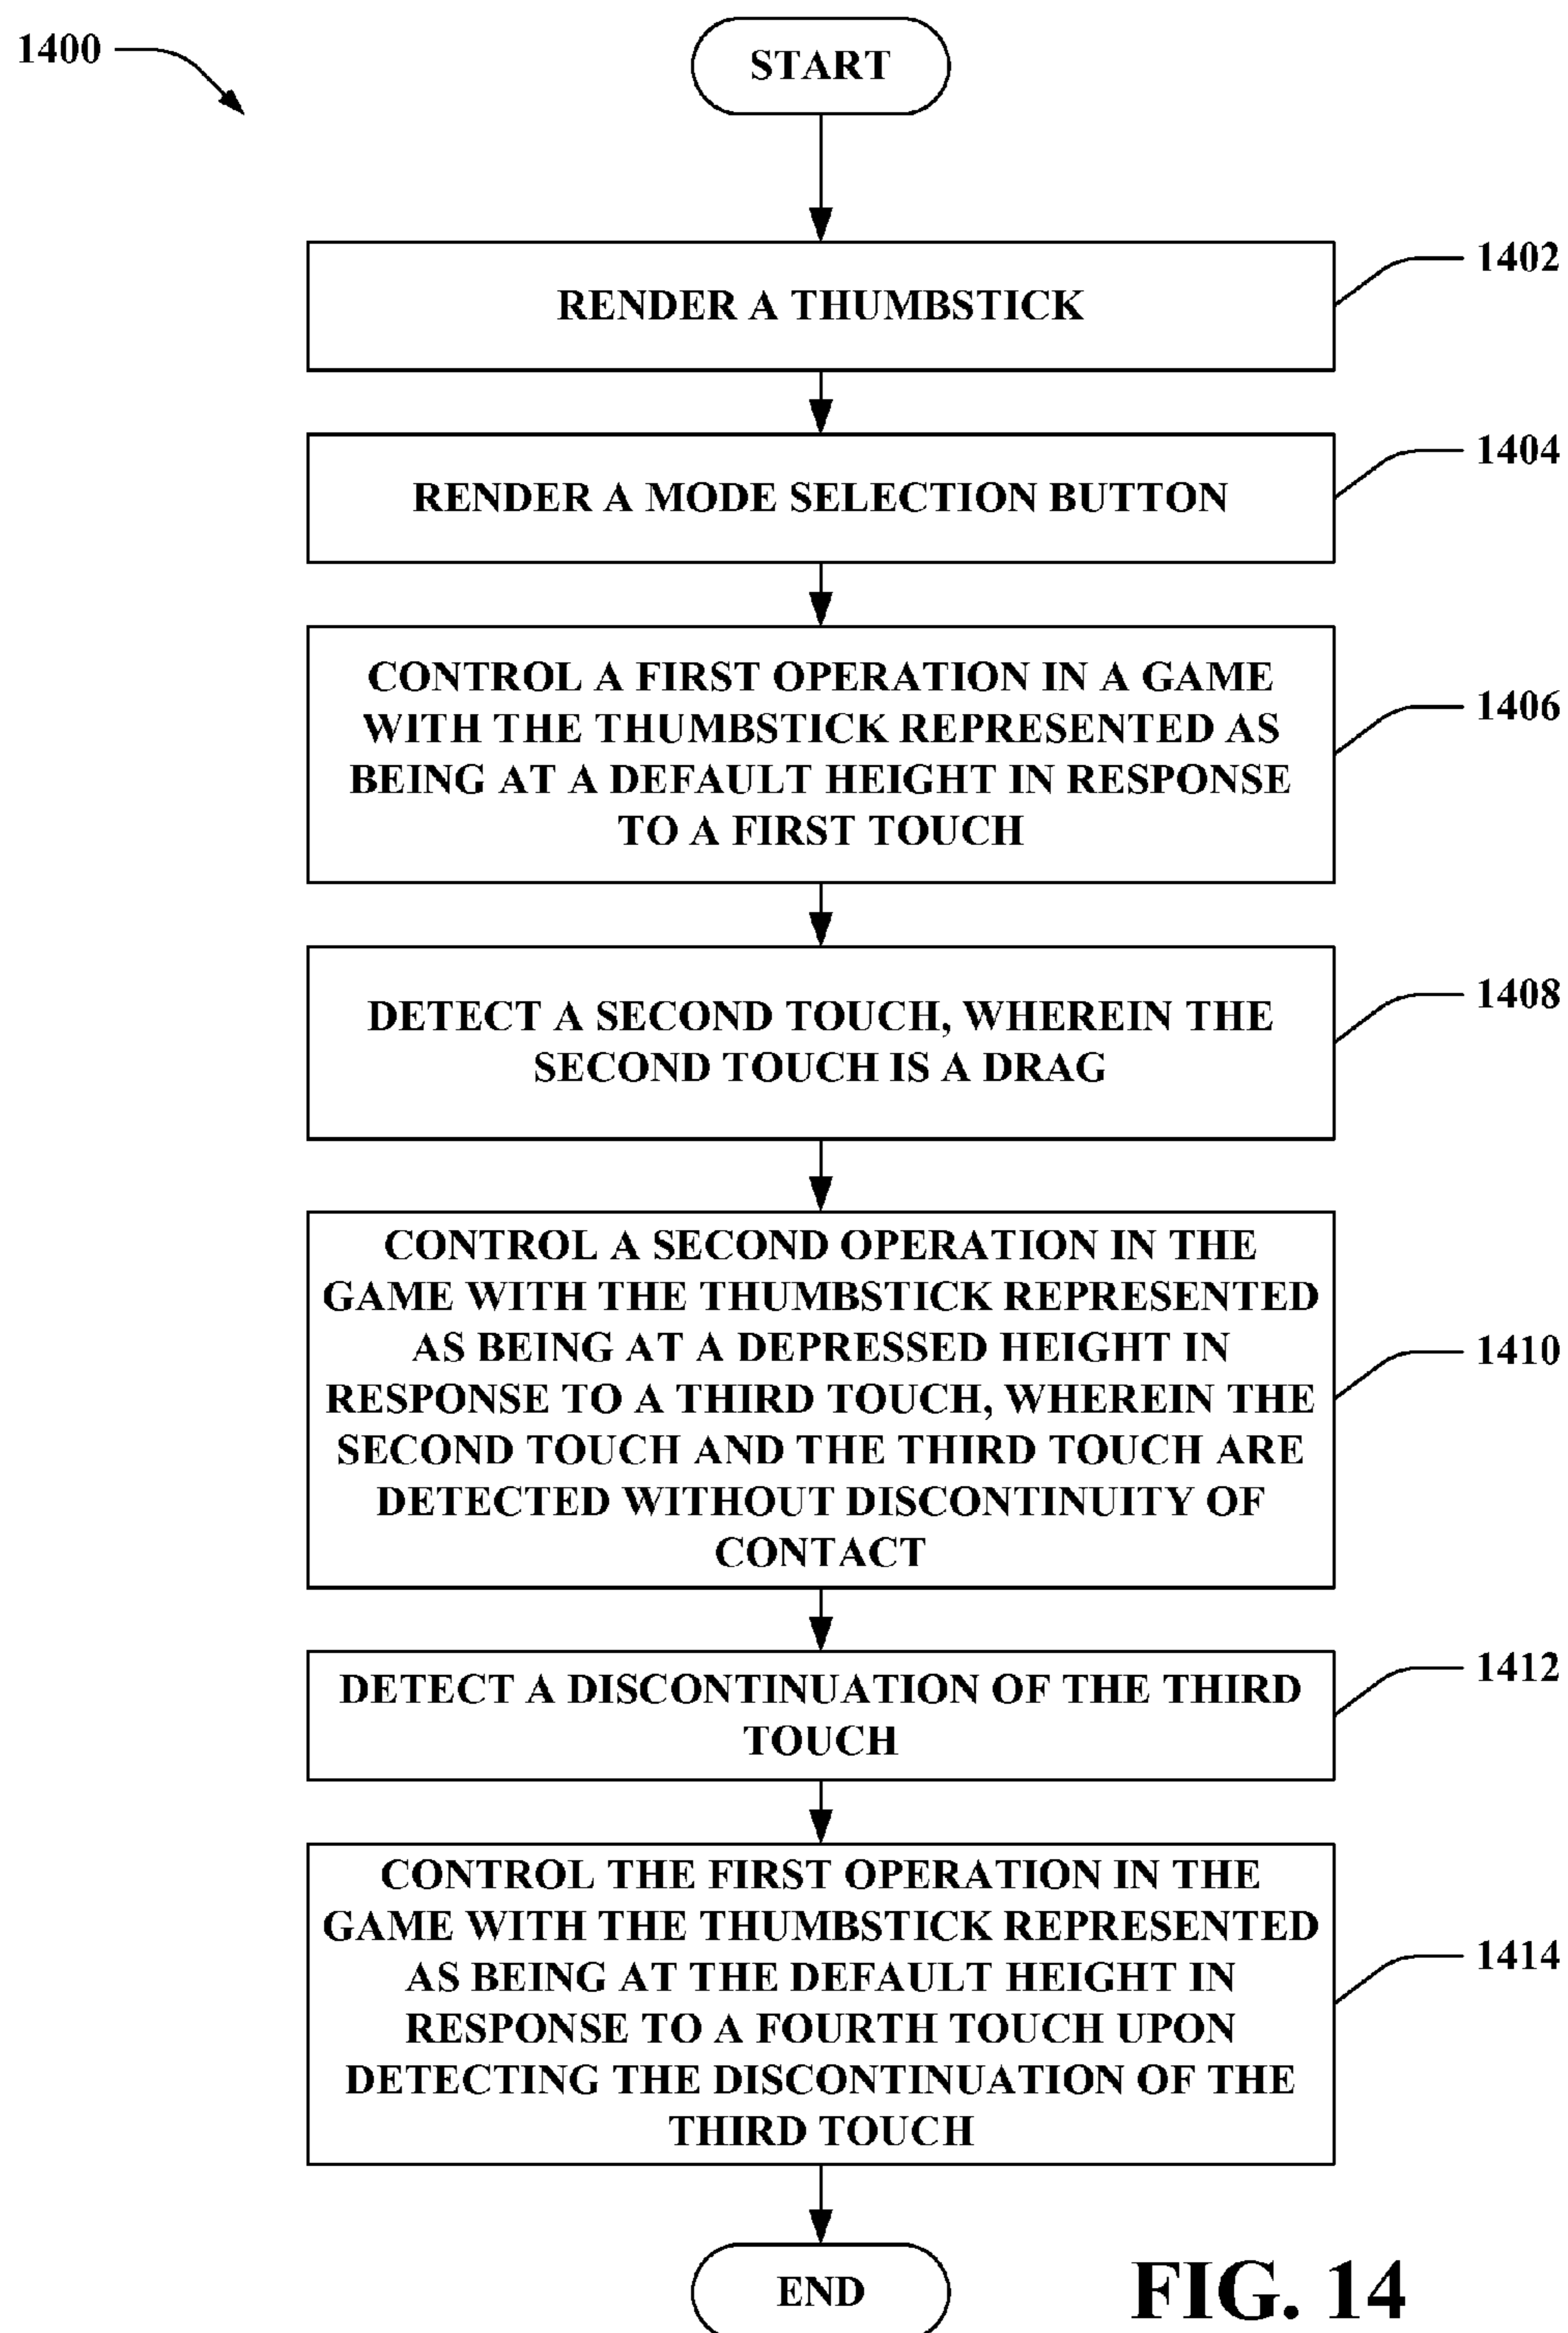 1400
START
1402
RENDER A THUMBSTICK
1404
RENDER A MODE SELECTION BUTTON
1406
CONTROL A FIRST OPERATION IN A GAME
WITH THE THUMBSTICK REPRESENTED AS
BEING AT A DEFAULT HEIGHT IN RESPONSE
TO A FIRST TOUCH
1408
DETECT A SECOND TOUCH, WHEREIN THE
SECOND TOUCH IS A DRAG
1410
CONTROL A SECOND OPERATION IN THE
GAME WITH THE THUMBSTICK REPRESENTED
AS BEING AT A DEPRESSED HEIGHT IN
RESPONSE TO A THIRD TOUCH, WHEREIN THE
SECOND TOUCH AND THE THIRD TOUCH ARE
DETECTED WITHOUT DISCONTINUITY OF
CONTACT
1412
DETECT A DISCONTINUATION OF THE THIRD
TOUCH
1414
CONTROL THE FIRST OPERATION IN THE
GAME WITH THE THUMBSTICK REPRESENTED
AS BEING AT THE DEFAULT HEIGHT IN
RESPONSE TO A FOURTH TOUCH UPON
DETECTING THE DISCONTINUATION OF THE
THIRD TOUCH
END
FIG. 14